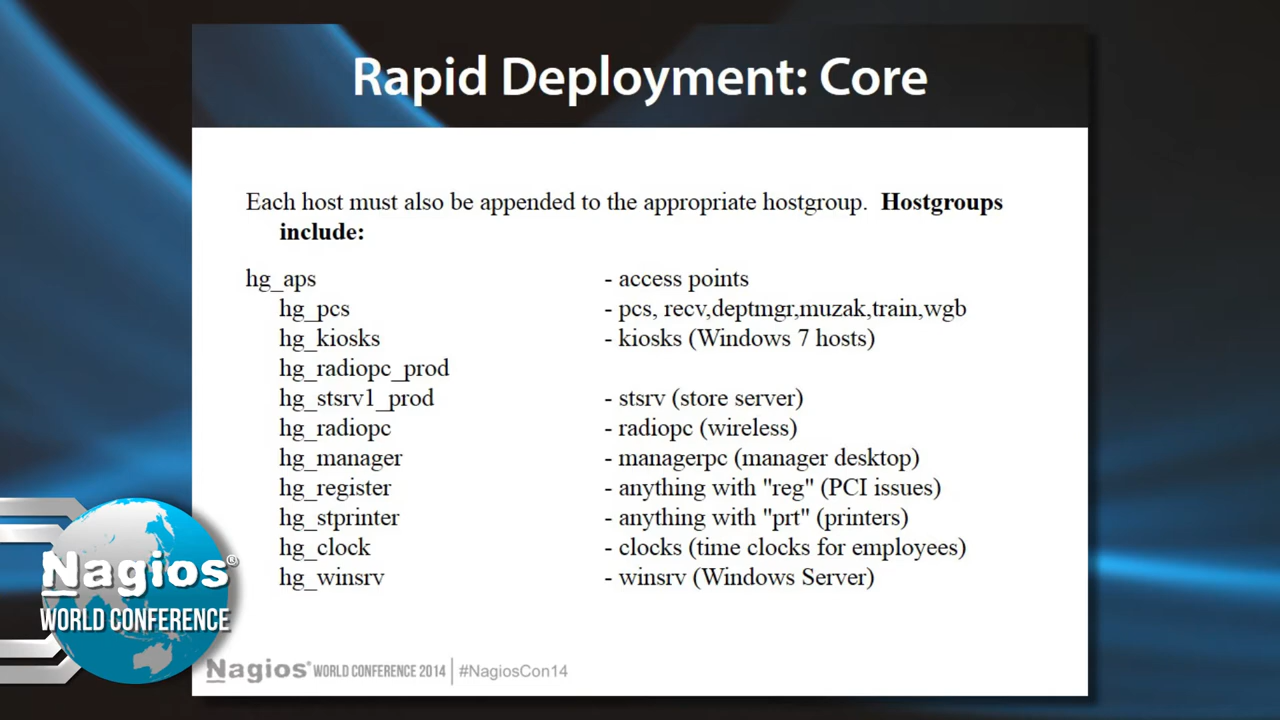 Rapid Deployment: Core
Each host must also be appended to the appropriate hostgroup. Hostgroups
include:
hg_aps - access points
hg_pcs - pcs, recv,deptmgr,muzak,train,wgb
hg_kiosks - kiosks (Windows 7 hosts)
hg_radiopc_prod
hg_stsrv1_prod - stsrv (store server)
hg_radiopc - radiopc (wireless)
hg_manager - managerpc (manager desktop)
hg_register - anything with "reg" (PCI issues)
hg_stprinter - anything with "prt" (printers)
hg_clock - clocks (time clocks for employees)
hg_winsrv - winsrv (Windows Server)
Nagios®
WORLD CONFERENCE
Nagios® WORLD CONFERENCE 2014 | #NagiosCon14